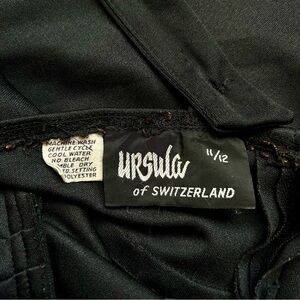 MACHINE WASH
GENTLE CYCLE
COOL WATER
NO BLEACH
DRY
SETTING
POLYESTER
ursula
11/12
of SWITZERLAND